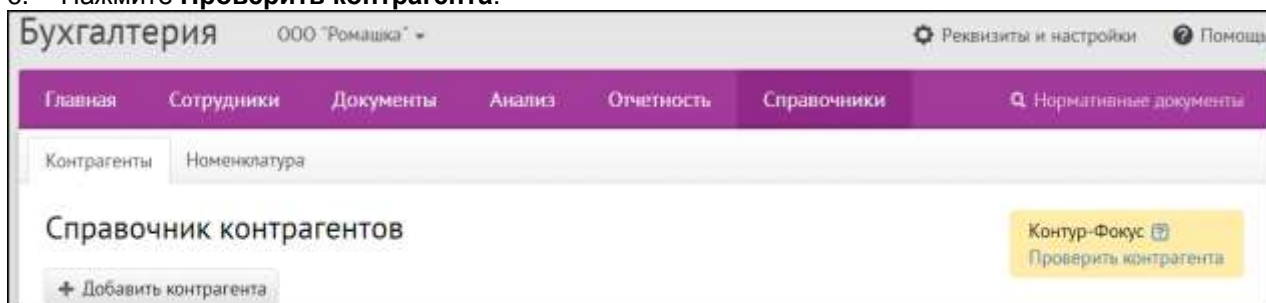 Нажмите Проверить контрагента.
Бухгалтерия ООО "Ромашка"
Реквизиты и настройки Помощь
Главная Сотрудники Документы Анализ Отчетность Справочники Нормативные документы
Контрагенты Номенклатура
Справочник контрагентов
Контур-Фокус
Проверить контрагента
Добавить контрагента